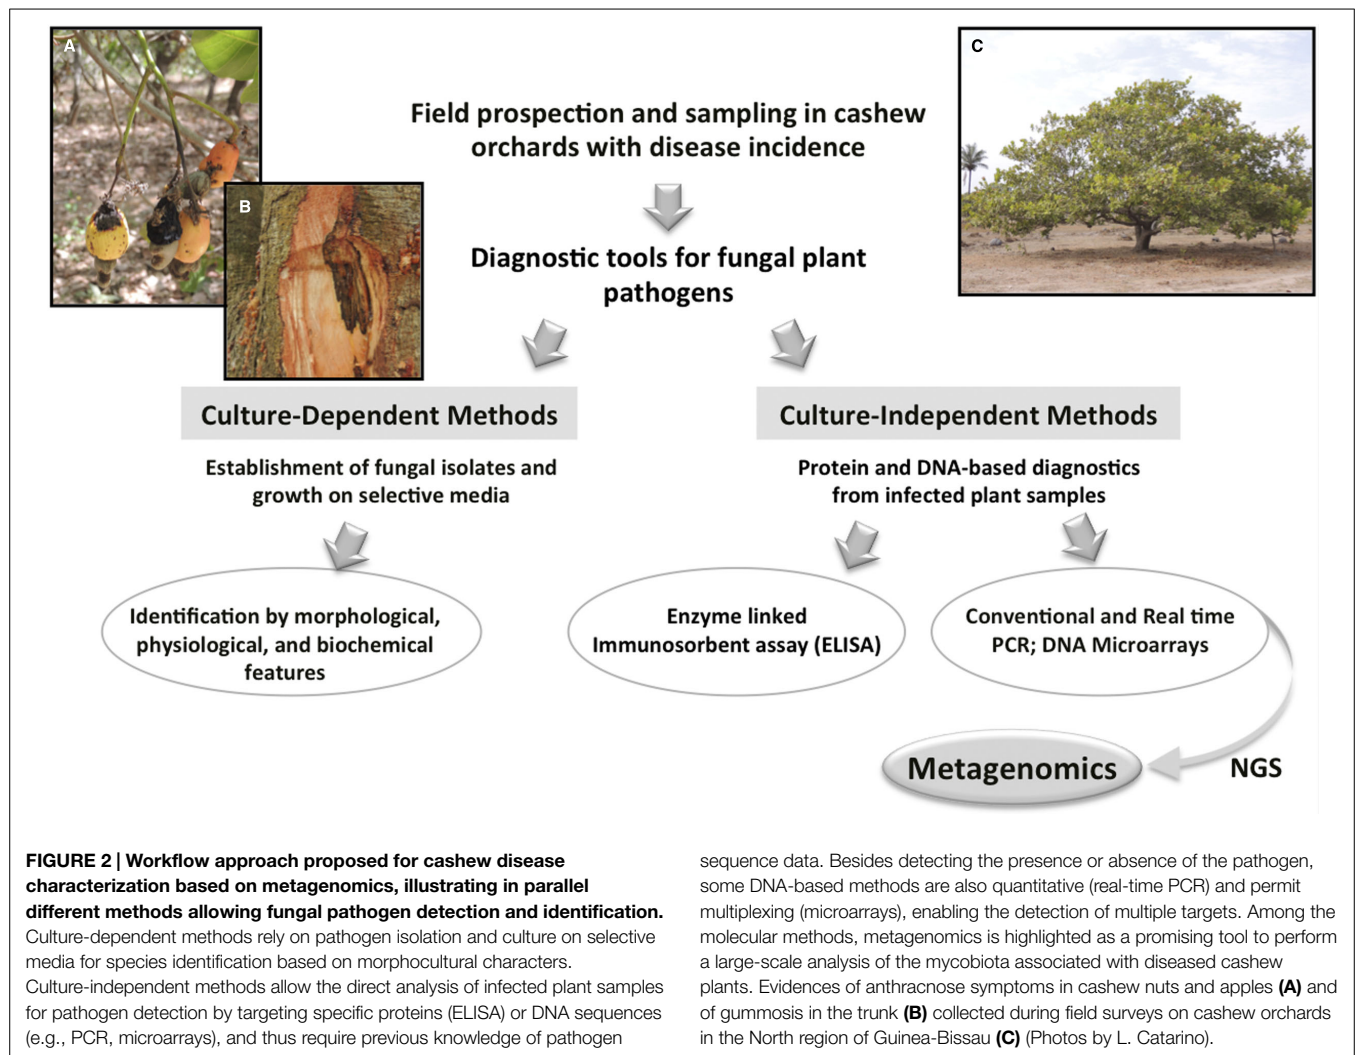 A
B
C
Field prospection and sampling in cashew
orchards with disease incidence
Diagnostic tools for fungal plant
pathogens
Culture-Dependent Methods
Culture-Independent Methods
Establishment of fungal isolates and
growth on selective media
Protein and DNA-based diagnostics
from infected plant samples
Identification by morphological,
physiological, and biochemical
features
Enzyme linked
Immunosorbent assay (ELISA)
Conventional and Real time
PCR; DNA Microarrays
Metagenomics
NGS
FIGURE 2 | Workflow approach proposed for cashew disease
characterization based on metagenomics, illustrating in parallel
different methods allowing fungal pathogen detection and identification.
Culture-dependent methods rely on pathogen isolation and culture on selective
media for species identification based on morphocultural characters.
Culture-independent methods allow the direct analysis of infected plant samples
for pathogen detection by targeting specific proteins (ELISA) or DNA sequences
(e.g., PCR, microarrays), and thus require previous knowledge of pathogen
sequence data. Besides detecting the presence or absence of the pathogen,
some DNA-based methods are also quantitative (real-time PCR) and permit
multiplexing (microarrays), enabling the detection of multiple targets. Among the
molecular methods, metagenomics is highlighted as a promising tool to perform
a large-scale analysis of the mycobiota associated with diseased cashew
plants. Evidences of anthracnose symptoms in cashew nuts and apples (A) and
of gummosis in the trunk (B) collected during field surveys on cashew orchards
in the North region of Guinea-Bissau (C) (Photos by L. Catarino).